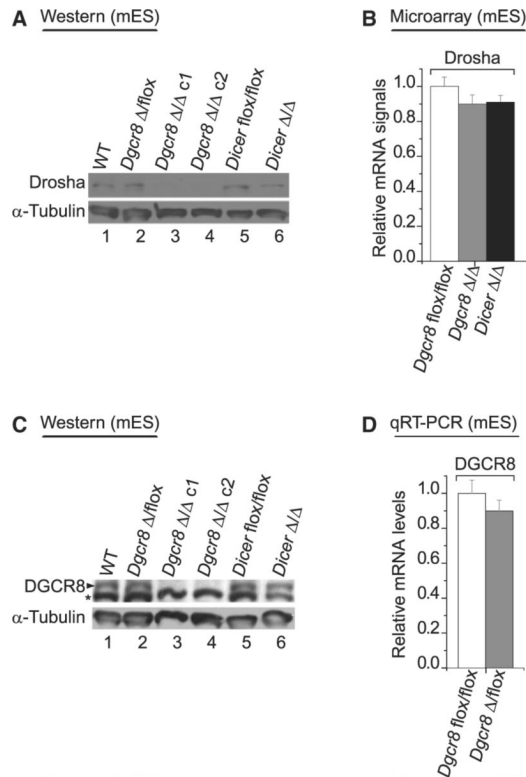 A Western (mES)
WT
Dgcr8 Δ/flox
Dgcr8 Δ/Δ c1
Dgcr8 Δ/Δ c2
Dicer flox/flox
Dicer Δ/Δ
Drosha
α-Tubulin
1 2 3 4 5 6
B Microarray (mES)
Drosha
Relative mRNA signals
1.0
0.8
0.6
0.4
0.2
0.0
Dgcr8 flox/flox
Dgcr8 Δ/Δ
Dicer Δ/Δ
C Western (mES)
WT
Dgcr8 Δ/flox
Dgcr8 Δ/Δ c1
Dgcr8 Δ/Δ c2
Dicer flox/flox
Dicer Δ/Δ
DGCR8
*
α-Tubulin
1 2 3 4 5 6
D qRT-PCR (mES)
DGCR8
Relative mRNA levels
1.0
0.8
0.6
0.4
0.2
0.0
Dgcr8 flox/flox
Dgcr8 Δ/flox